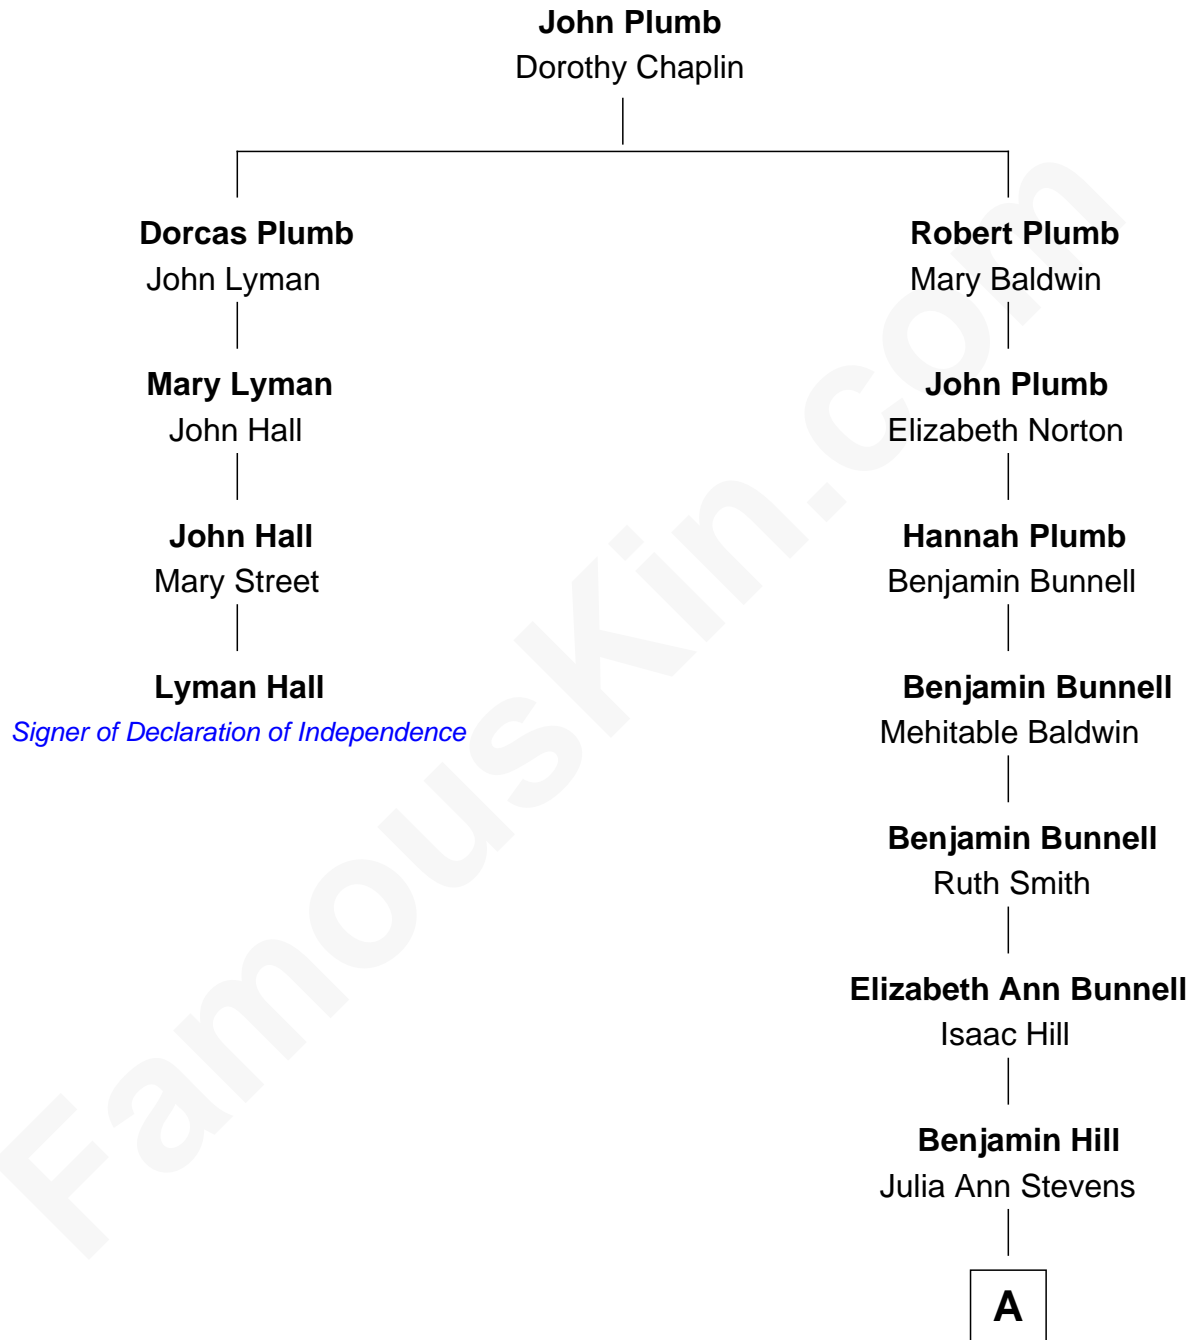 John Plumb
Dorothy Chaplin
Dorcas Plumb
John Lyman
Robert Plumb
Mary Baldwin
Mary Lyman
John Hall
John Plumb
Elizabeth Norton
John Hall
Mary Street
Hannah Plumb
Benjamin Bunnell
Lyman Hall
Signer of Declaration of Independence
Benjamin Bunnell
Mehitable Baldwin
Benjamin Bunnell
Ruth Smith
Elizabeth Ann Bunnell
Isaac Hill
Benjamin Hill
Julia Ann Stevens
A
FamousKin.com